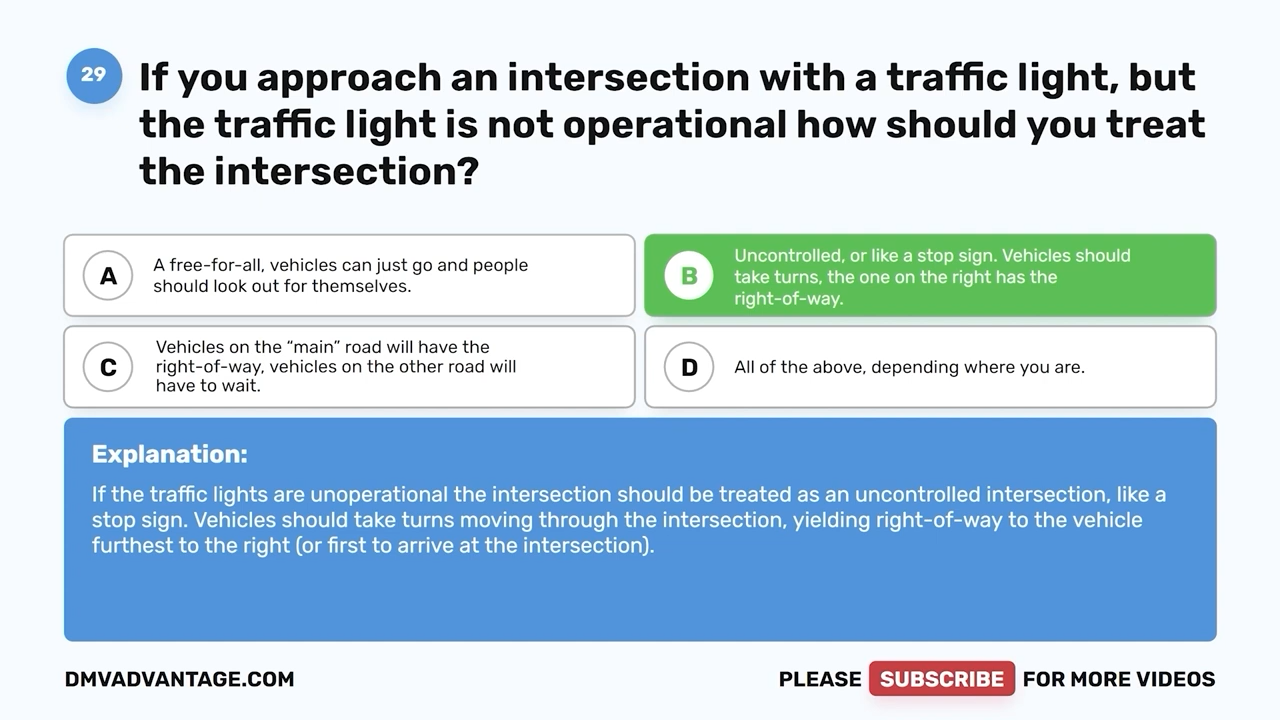 29
If you approach an intersection with a traffic light, but
the traffic light is not operational how should you treat
the intersection?
A
A free-for-all, vehicles can just go and people
should look out for themselves.
B
Uncontrolled, or like a stop sign. Vehicles should
take turns, the one on the right has the
right-of-way.
C
Vehicles on the “main” road will have the
right-of-way, vehicles on the other road will
have to wait.
D
All of the above, depending where you are.
Explanation:
If the traffic lights are unoperational the intersection should be treated as an uncontrolled intersection, like a
stop sign. Vehicles should take turns moving through the intersection, yielding right-of-way to the vehicle
furthest to the right (or first to arrive at the intersection).
DMVADVANTAGE.COM
PLEASE SUBSCRIBE FOR MORE VIDEOS